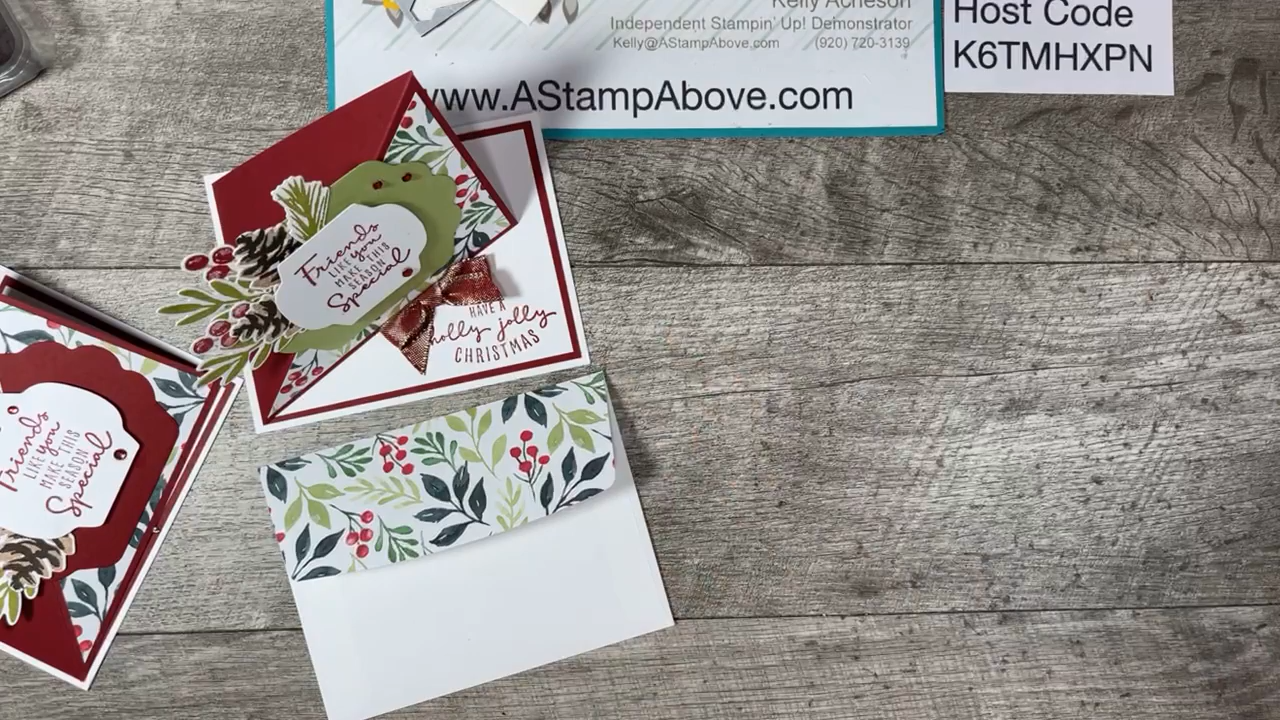 Kelly Acheson
Independent Stampin' Up! Demonstrator
Kelly@AStampAbove.com (920) 720-3139
www.AStampAbove.com
Host Code
K6TMHXPN
Friends
LIKE you
MAKE THIS
SEASON
Special
HAVE A
holly jolly
CHRISTMAS
Friends
LIKE you
MAKE THIS
SEASON
Special